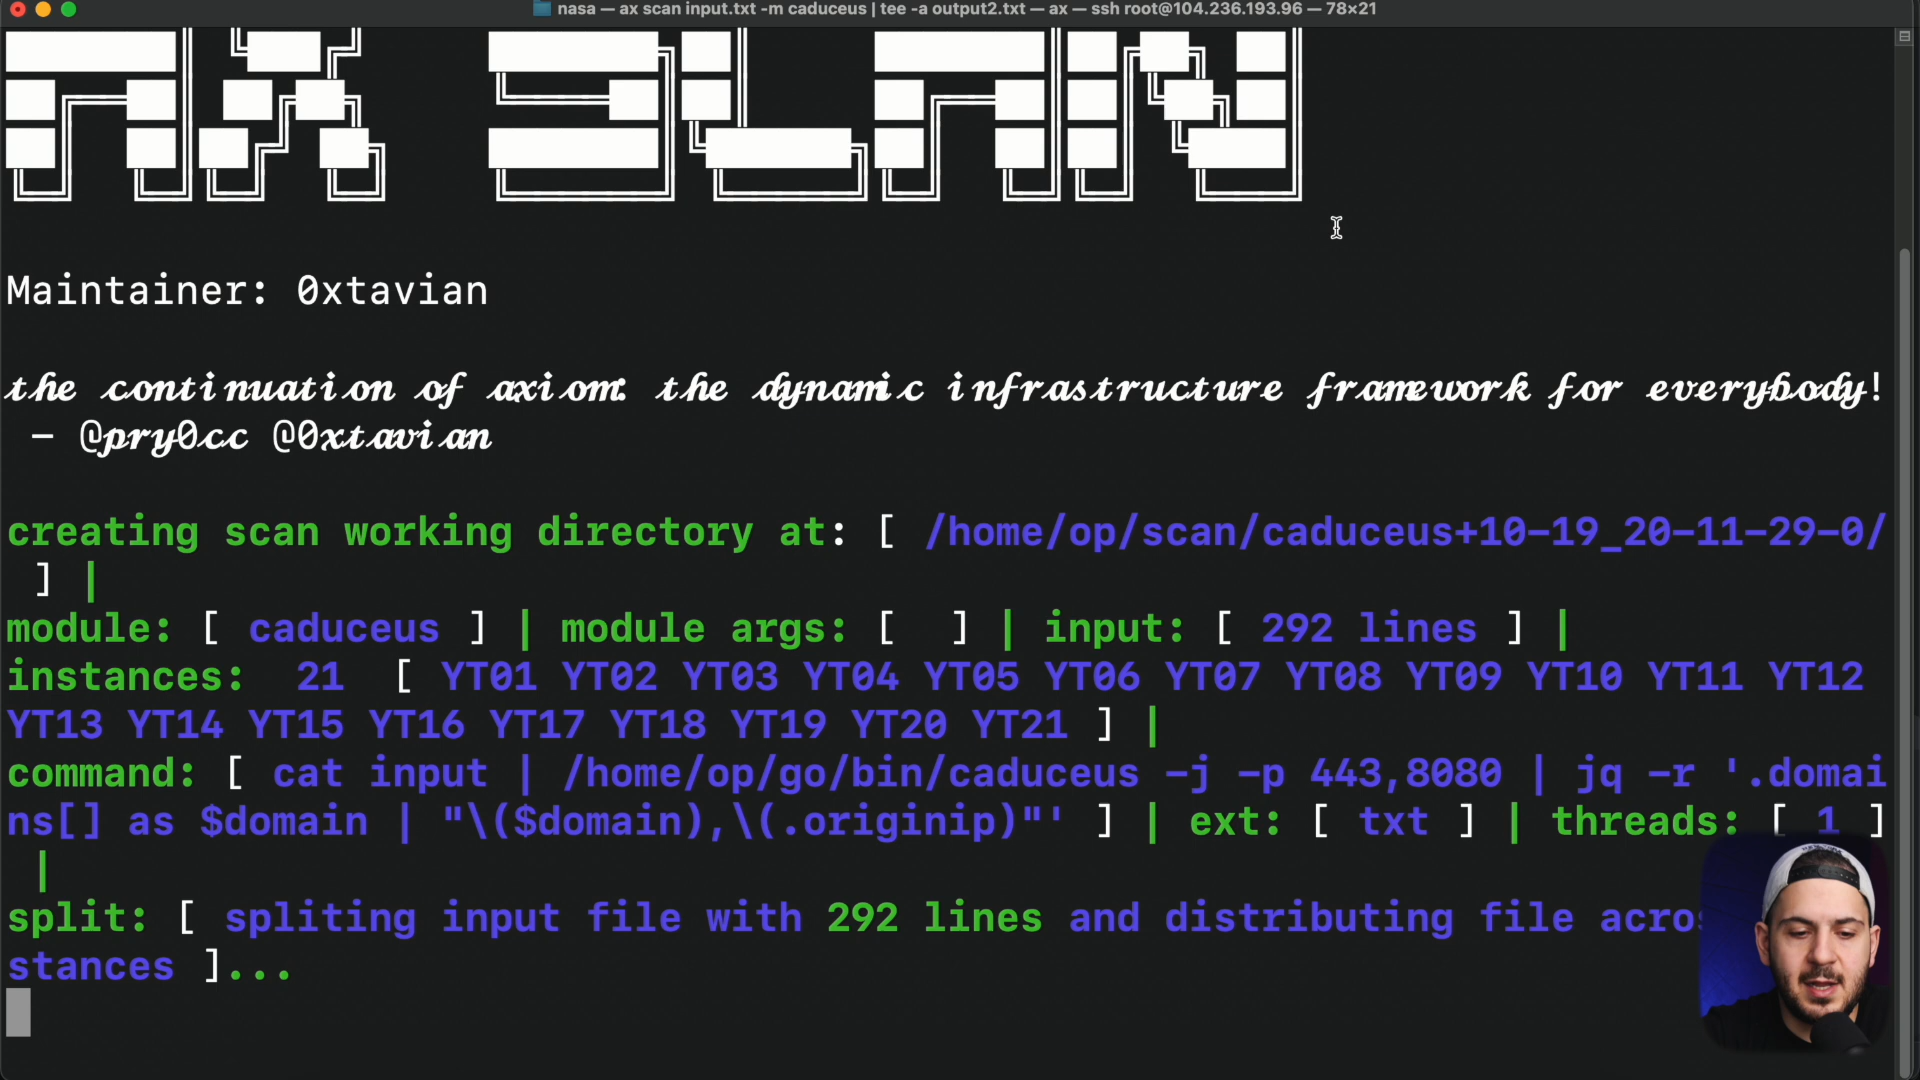 nasa — ax scan input.txt -m caduceus | tee -a output2.txt — ax — ssh root@104.236.193.96 — 78×21
AX SCAN
Maintainer: 0xtavian
the continuation of axiom: the dynamic infrastructure framework for everybody!
— @pry0cc @0xtavian
creating scan working directory at: [ /home/op/scan/caduceus+10-19_20-11-29-0/
] |
module: [ caduceus ] | module args: [  ] | input: [ 292 lines ] |
instances:  21  [ YT01 YT02 YT03 YT04 YT05 YT06 YT07 YT08 YT09 YT10 YT11 YT12
YT13 YT14 YT15 YT16 YT17 YT18 YT19 YT20 YT21 ] |
command: [ cat input | /home/op/go/bin/caduceus -j -p 443,8080 | jq -r '.domai
ns[] as $domain | "\($domain),\(.originip)"' ] | ext: [ txt ] | threads: [ 1 ]
|
split: [ spliting input file with 292 lines and distributing file
stances ]...